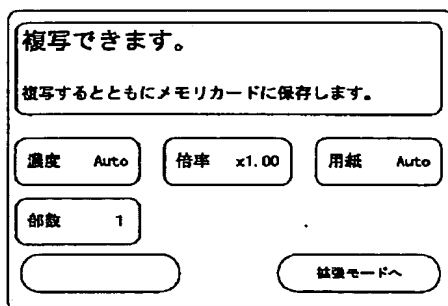 複写できます。
複写するとともにメモリカードに保存します。
濃度 Auto 倍率 x1.00 用紙 Auto
部数 1
拡張モードへ